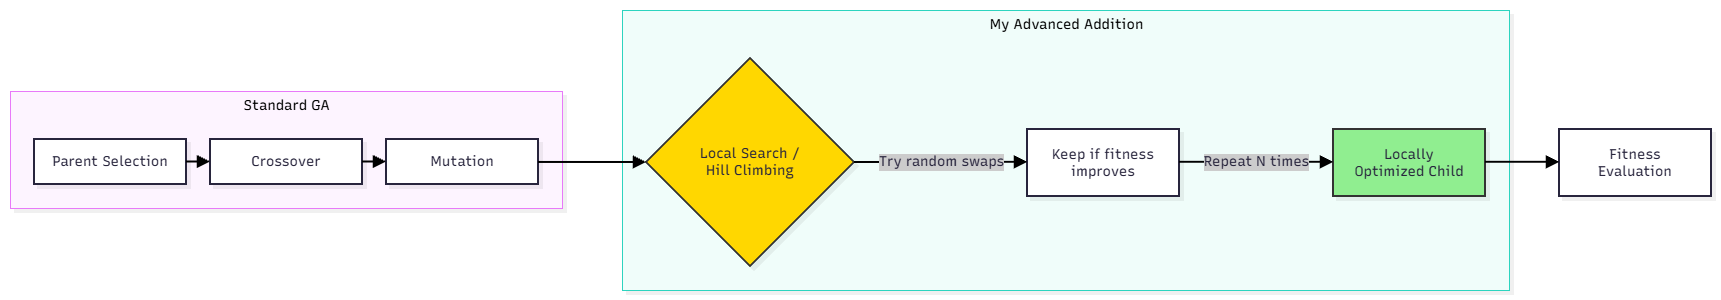 My Advanced Addition
Standard GA
Parent Selection
Crossover
Mutation
Local Search /
Hill Climbing
Try random swaps
Keep if fitness
improves
Repeat N times
Locally
Optimized Child
Fitness
Evaluation